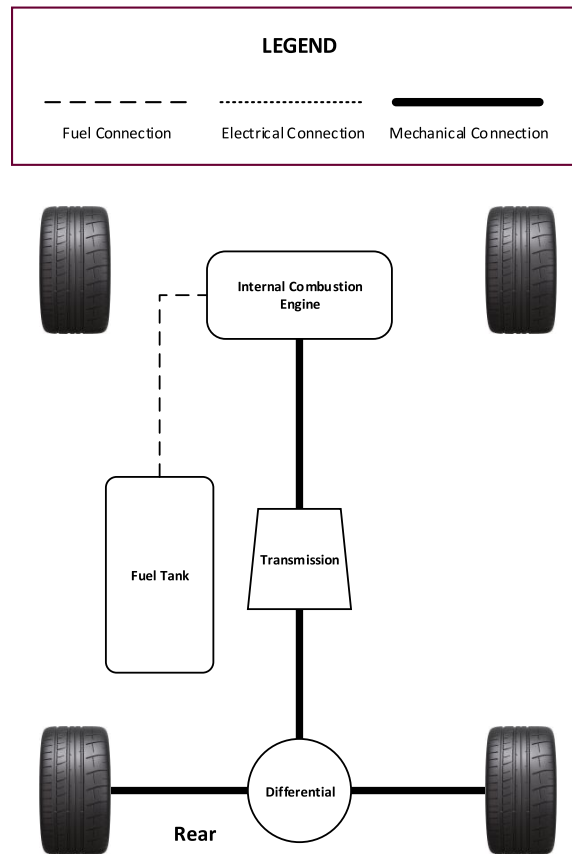 LEGEND
Fuel Connection
Electrical Connection
Mechanical Connection
Internal Combustion
Engine
Transmission
Fuel Tank
Differential
Rear